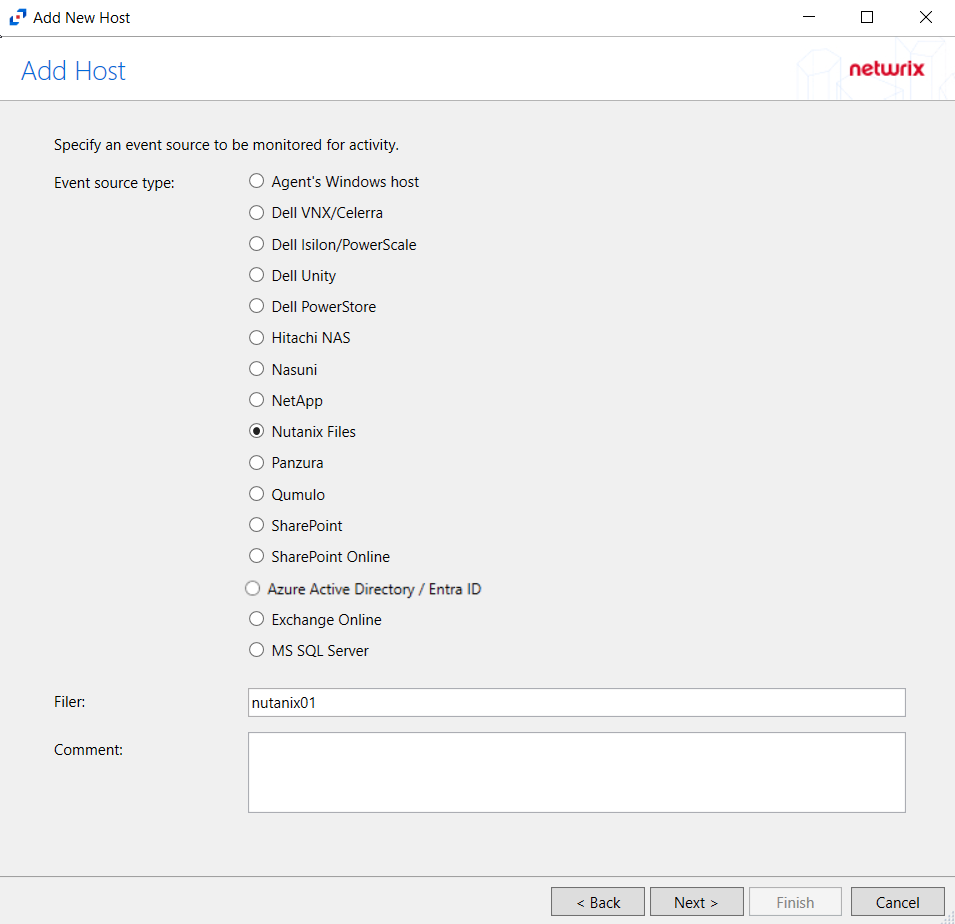 Add New Host
Add Host
netwrix
Specify an event source to be monitored for activity.
Event source type:
Agent's Windows host
Dell VNX/Celerra
Dell Isilon/PowerScale
Dell Unity
Dell PowerStore
Hitachi NAS
Nasuni
NetApp
Nutanix Files
Panzura
Qumulo
SharePoint
SharePoint Online
Azure Active Directory / Entra ID
Exchange Online
MS SQL Server
Filer:
nutanix01
Comment:
< Back
Next >
Finish
Cancel